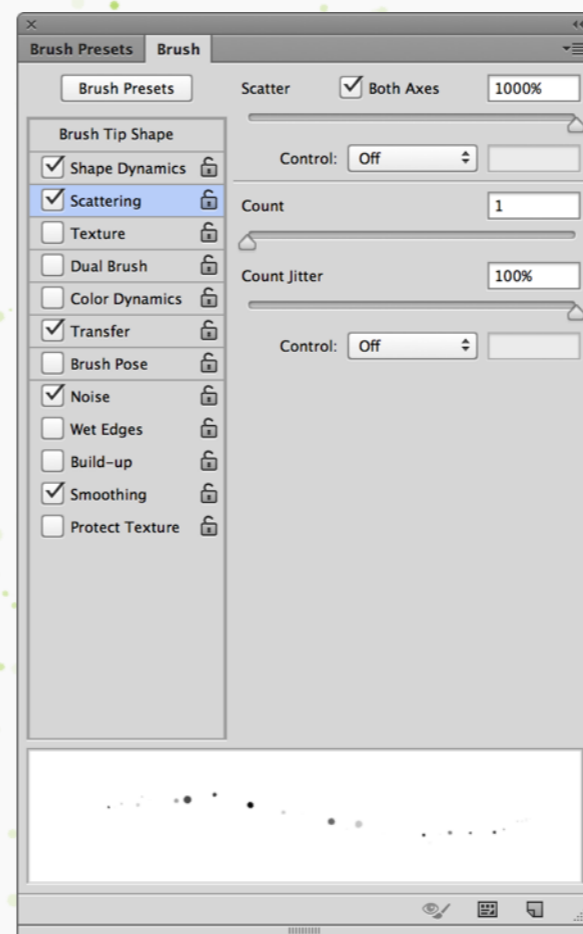 Brush Presets Brush
Brush Presets
Scatter Both Axes 1000%
Brush Tip Shape
Control: Off
Shape Dynamics
Scattering
Count 1
Texture
Dual Brush
Count Jitter 100%
Color Dynamics
Transfer
Control: Off
Brush Pose
Noise
Wet Edges
Build-up
Smoothing
Protect Texture